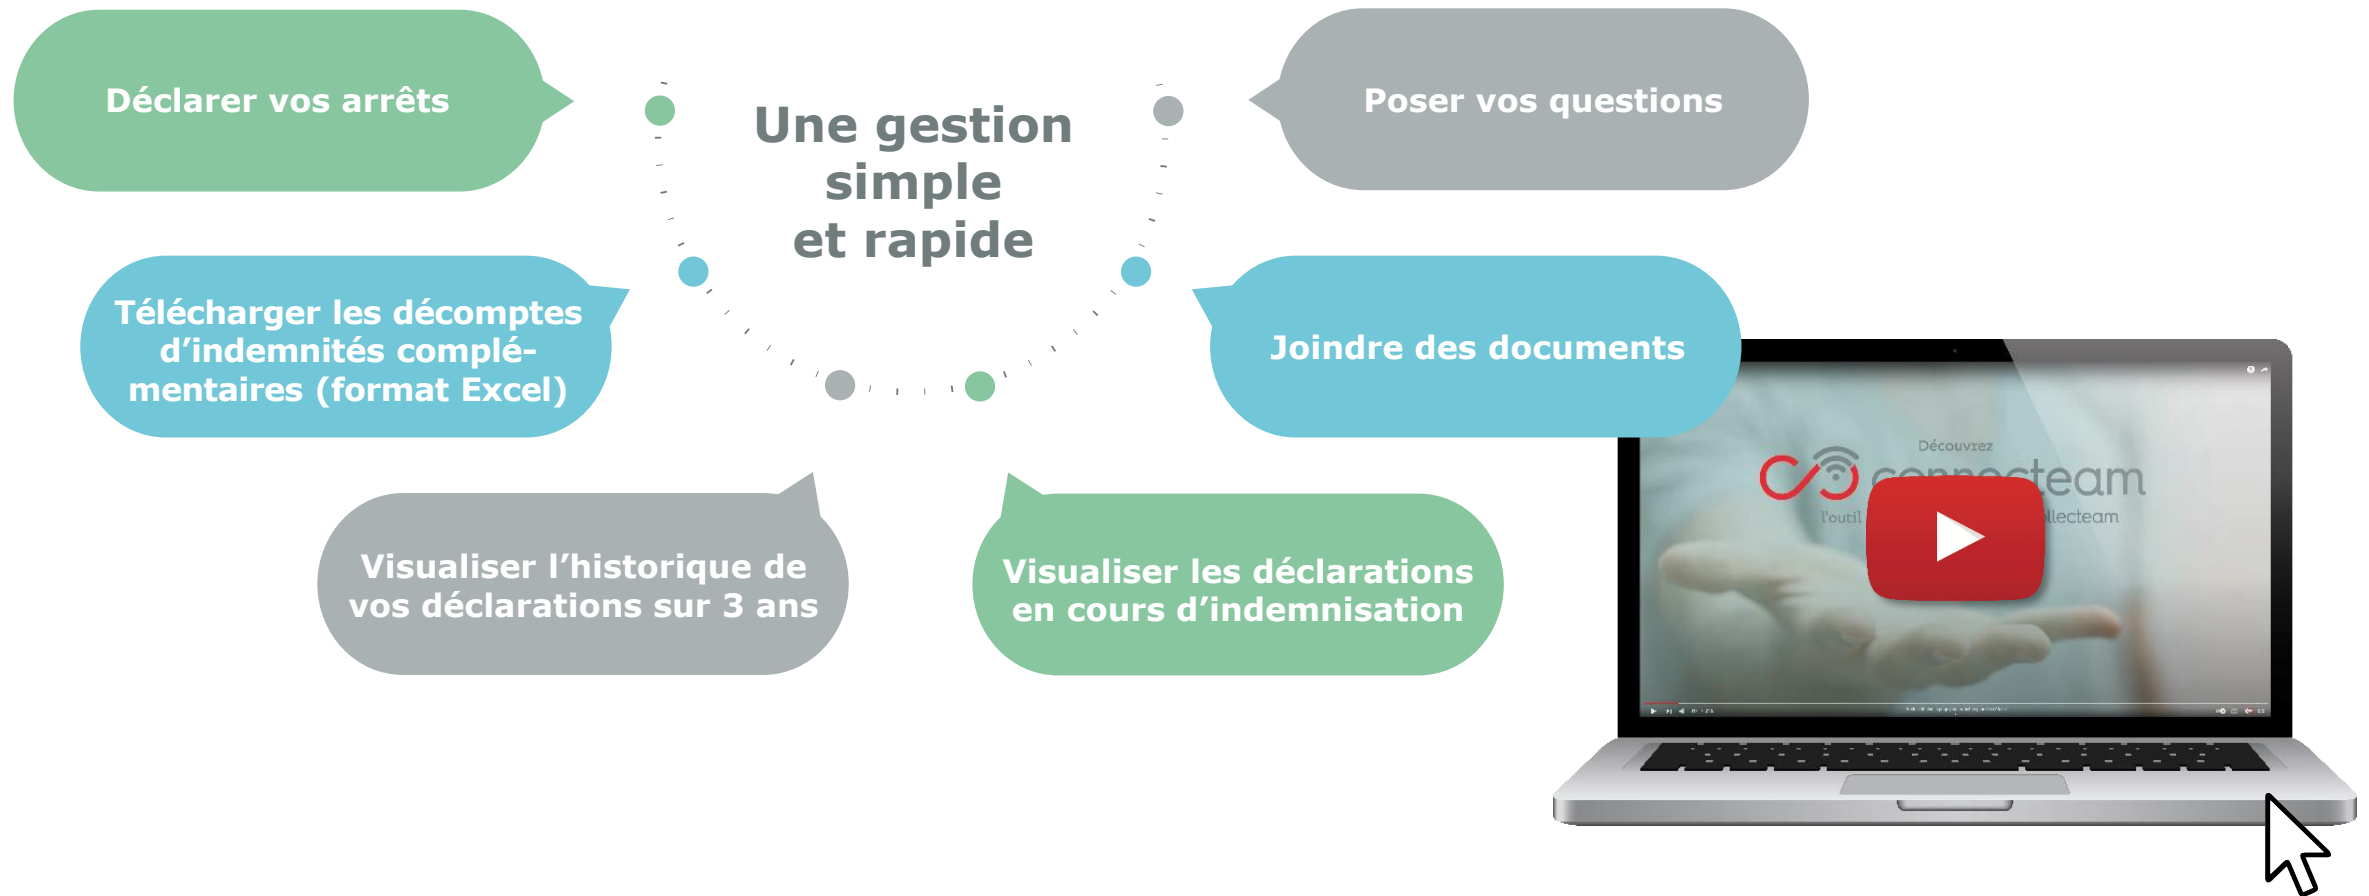 Déclarer vos arrêts
Une gestion
simple
et rapide
Poser vos questions
Télécharger les décomptes
d’indemnités complé-
mentaires (format Excel)
Joindre des documents
Visualiser l’historique de
vos déclarations sur 3 ans
Visualiser les déclarations
en cours d’indemnisation
Découvrez
connecteam
l'outil